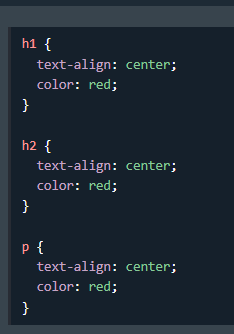 h1 {
  text-align: center;
  color: red;
}
h2 {
  text-align: center;
  color: red;
}
p {
  text-align: center;
  color: red;
}